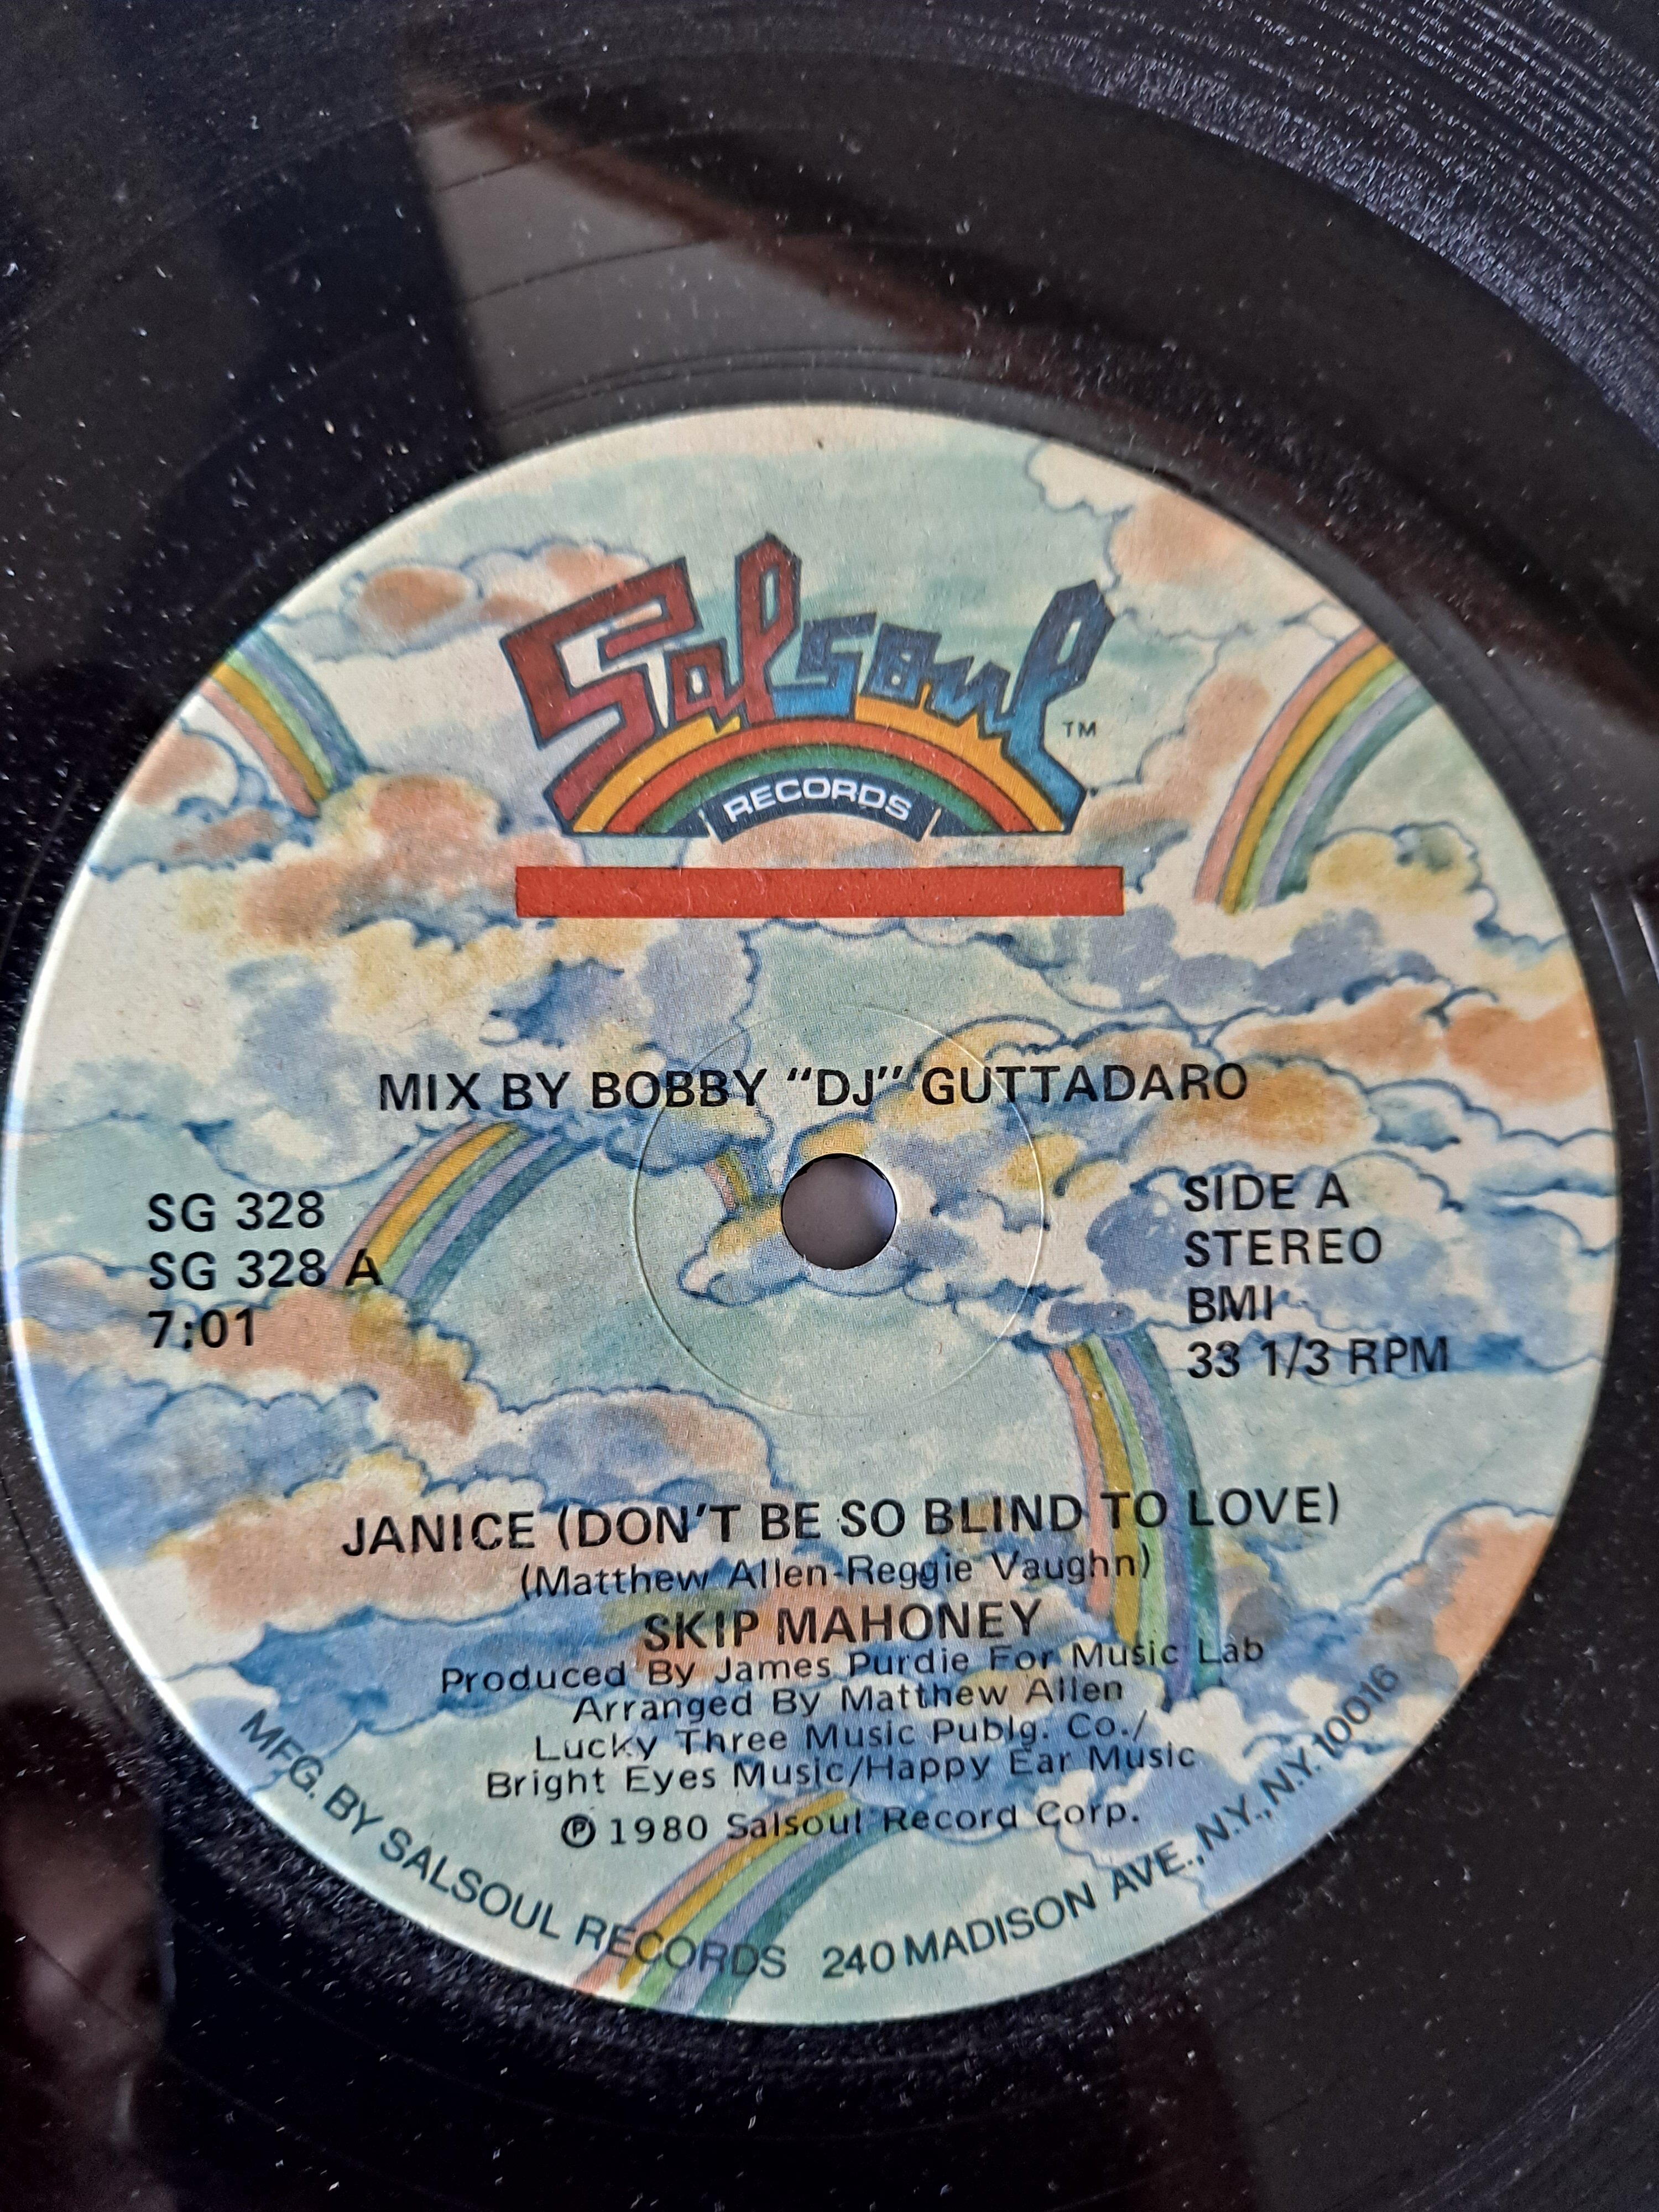 Salsoul
TM
RECORDS
MIX BY BOBBY “DJ” GUTTADARO
SG 328
SG 328 A
7;01
SIDE A
STEREO
BMI
33 1/3 RPM
JANICE (DON'T BE SO BLIND TO LOVE)
(Matthew Allen-Reggie Vaughn)
SKIP MAHONEY
Produced By James Purdie For Music Lab
Arranged By Matthew Allen
Lucky Three Music Publg. Co./
Bright Eyes Music/Happy Ear Music
℗ 1980 Salsoul Record Corp.
MFG. BY SALSOUL RECORDS 240 MADISON AVE., N.Y., N.Y. 10016